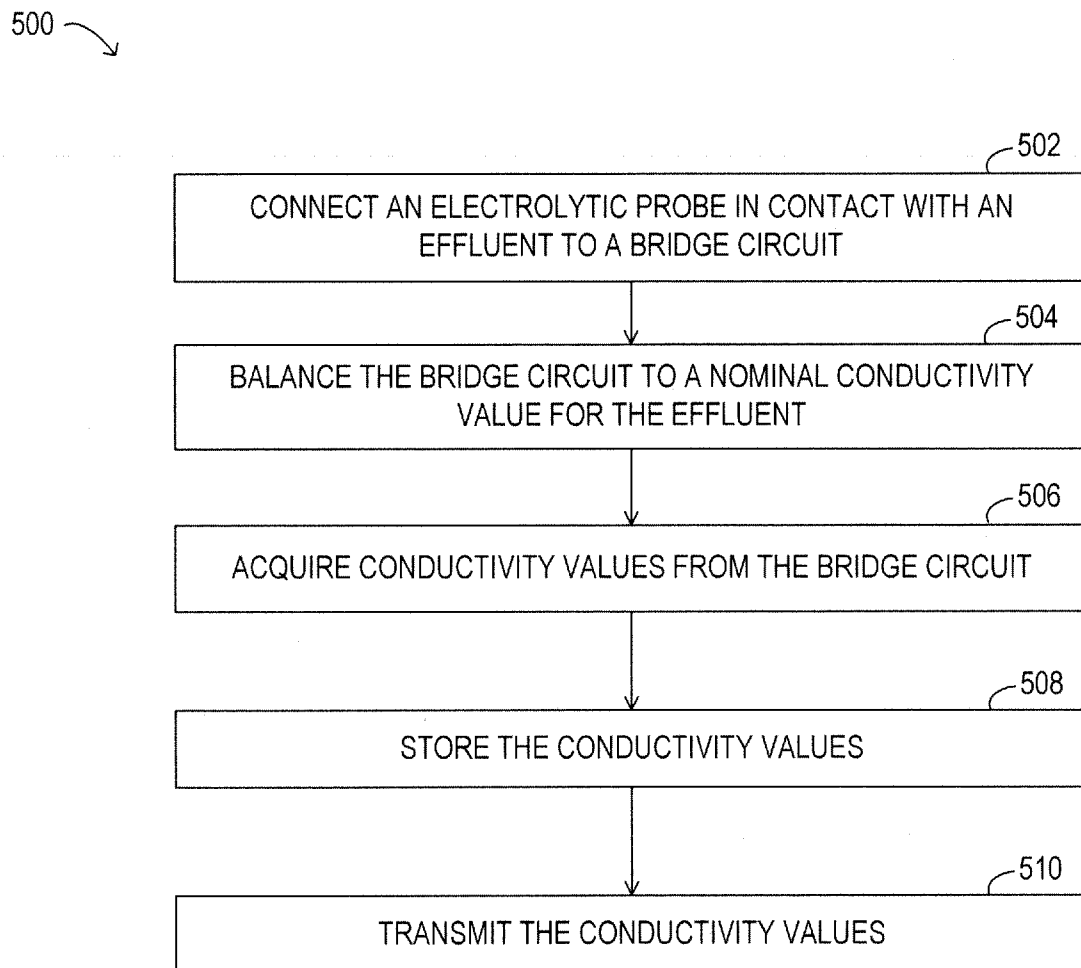 500
502
CONNECT AN ELECTROLYTIC PROBE IN CONTACT WITH AN
EFFLUENT TO A BRIDGE CIRCUIT
504
BALANCE THE BRIDGE CIRCUIT TO A NOMINAL CONDUCTIVITY
VALUE FOR THE EFFLUENT
506
ACQUIRE CONDUCTIVITY VALUES FROM THE BRIDGE CIRCUIT
508
STORE THE CONDUCTIVITY VALUES
510
TRANSMIT THE CONDUCTIVITY VALUES